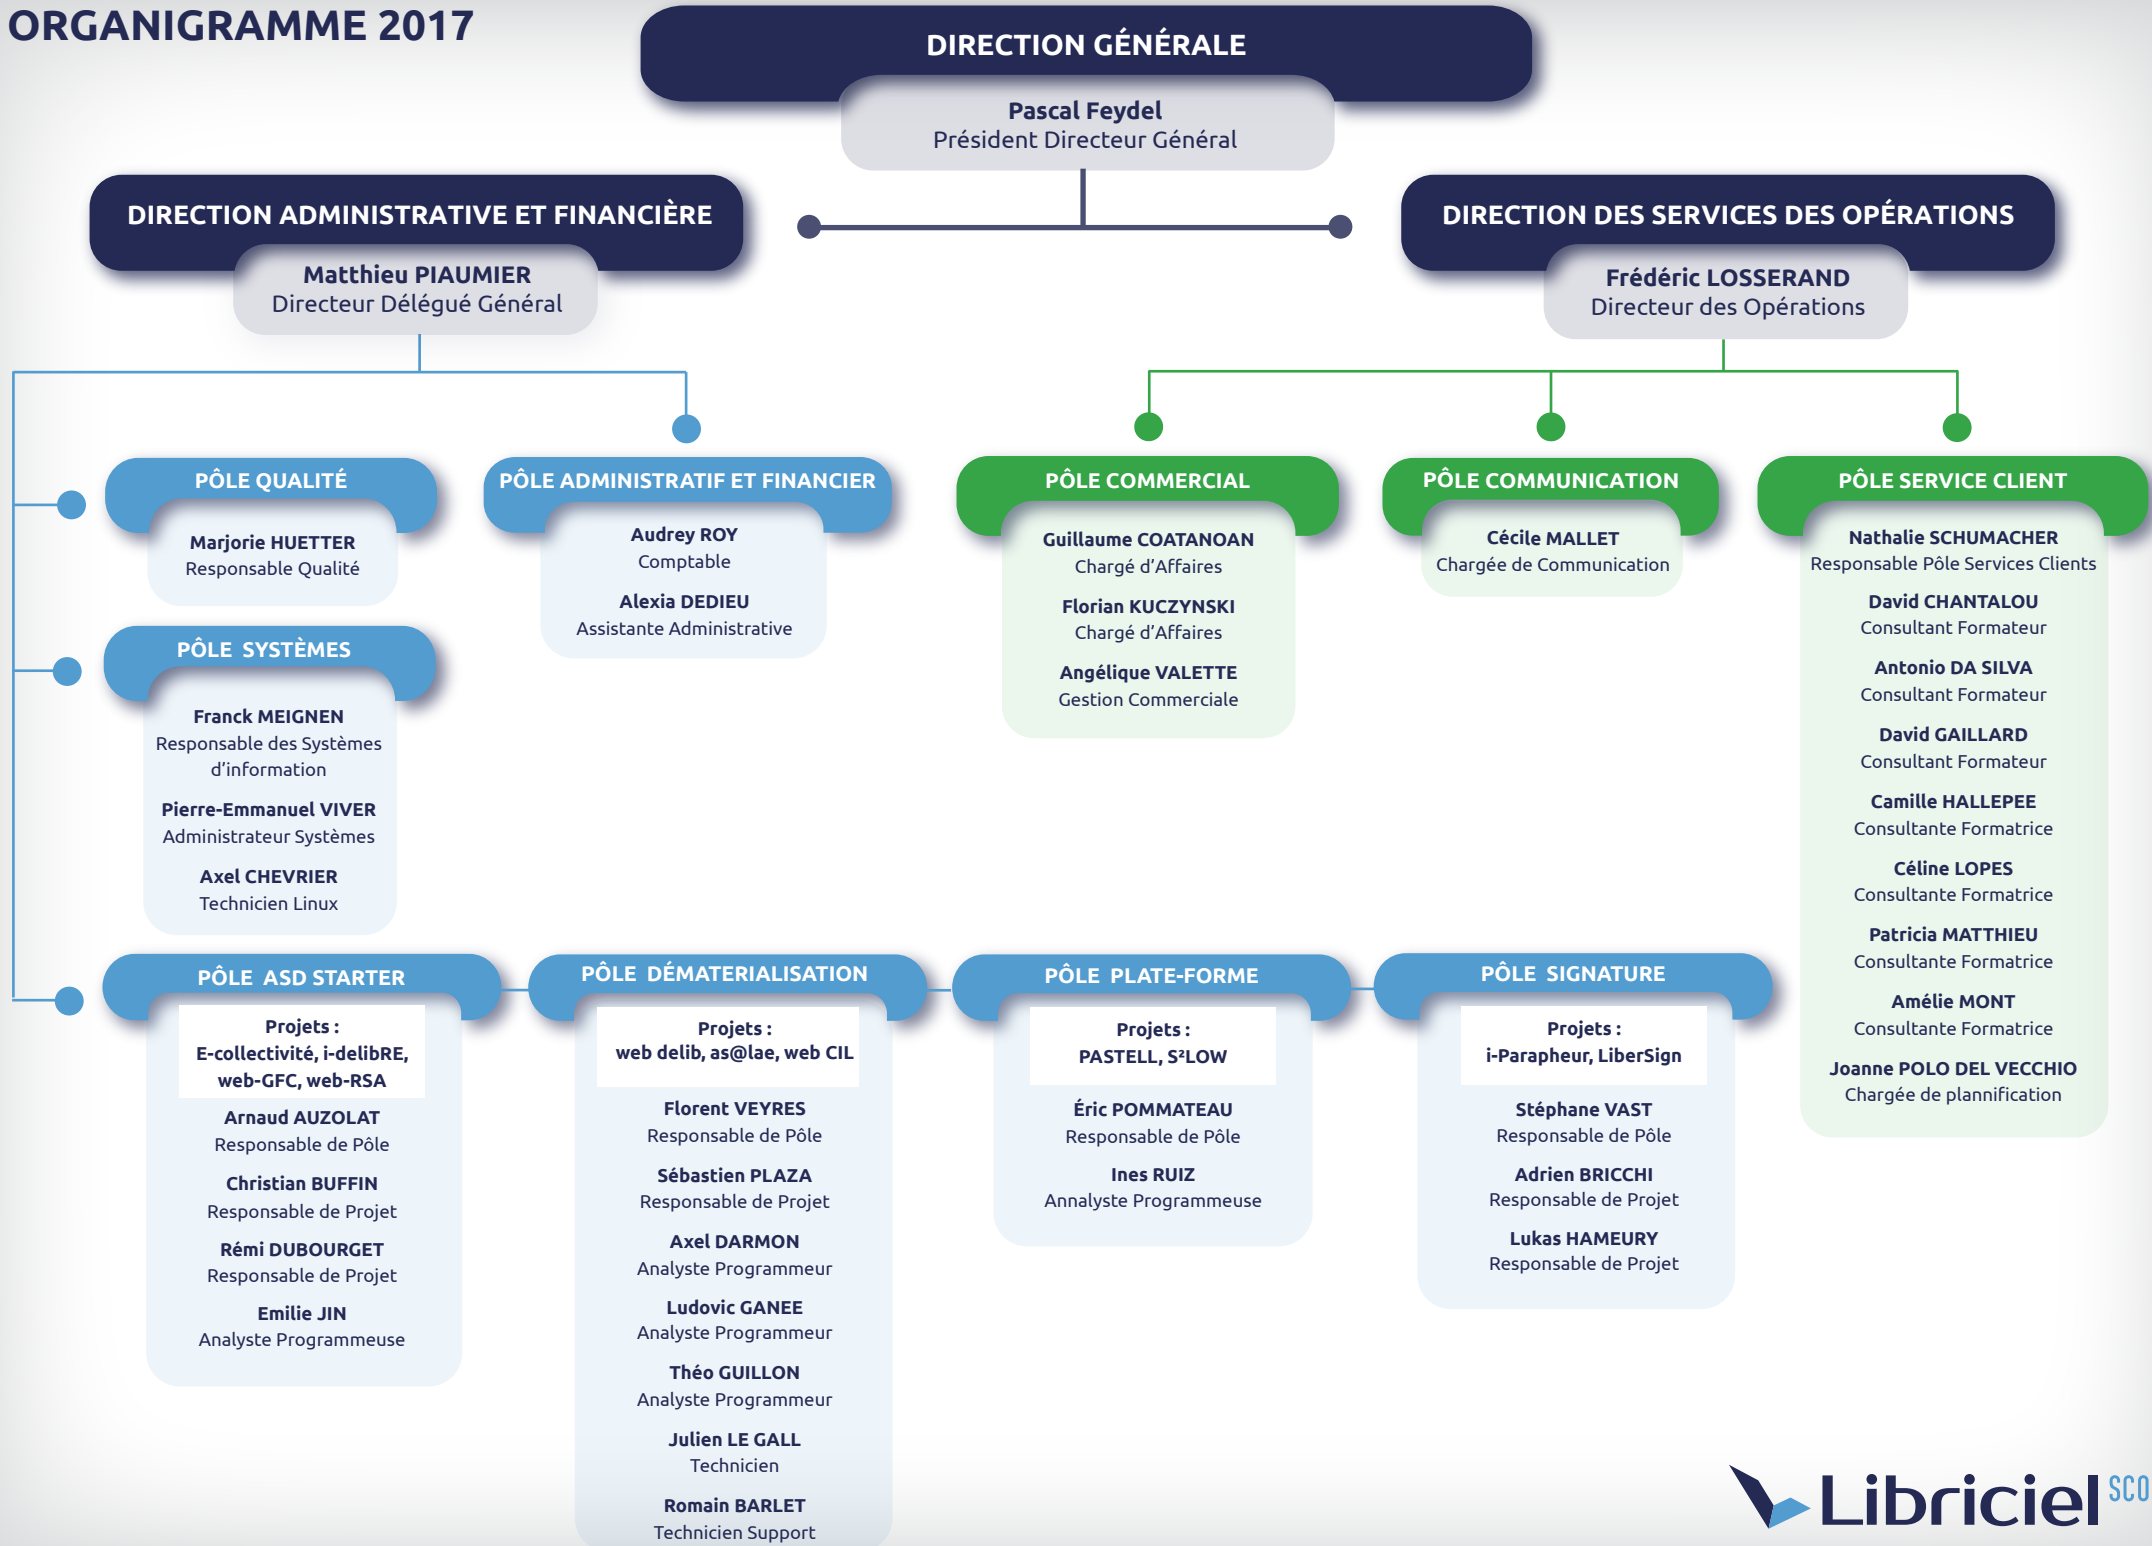 ORGANIGRAMME 2017
DIRECTION GÉNÉRALE
Pascal Feydel
Président Directeur Général
DIRECTION ADMINISTRATIVE ET FINANCIÈRE
Matthieu PIAUMIER
Directeur Délégué Général
DIRECTION DES SERVICES DES OPÉRATIONS
Frédéric LOSSERAND
Directeur des Opérations
PÔLE QUALITÉ
Marjorie HUETTER
Responsable Qualité
PÔLE ADMINISTRATIF ET FINANCIER
Audrey ROY
Comptable
Alexia DEDIEU
Assistante Administrative
PÔLE COMMERCIAL
Guillaume COATANOAN
Chargé d’Affaires
Florian KUCZYNSKI
Chargé d’Affaires
Angélique VALETTE
Gestion Commerciale
PÔLE COMMUNICATION
Cécile MALLET
Chargée de Communication
PÔLE SERVICE CLIENT
Nathalie SCHUMACHER
Responsable Pôle Services Clients
David CHANTALOU
Consultant Formateur
Antonio DA SILVA
Consultant Formateur
David GAILLARD
Consultant Formateur
Camille HALLEPEE
Consultante Formatrice
Céline LOPES
Consultante Formatrice
Patricia MATTHIEU
Consultante Formatrice
Amélie MONT
Consultante Formatrice
Joanne POLO DEL VECCHIO
Chargée de plannification
PÔLE SYSTÈMES
Franck MEIGNEN
Responsable des Systèmes
d’information
Pierre-Emmanuel VIVER
Administrateur Systèmes
Axel CHEVRIER
Technicien Linux
PÔLE ASD STARTER
Projets :
E-collectivité, i-delibRE,
web-GFC, web-RSA
Arnaud AUZOLAT
Responsable de Pôle
Christian BUFFIN
Responsable de Projet
Rémi DUBOURGET
Responsable de Projet
Emilie JIN
Analyste Programmeuse
PÔLE DÉMATERIALISATION
Projets :
web delib, as@lae, web CIL
Florent VEYRES
Responsable de Pôle
Sébastien PLAZA
Responsable de Projet
Axel DARMON
Analyste Programmeur
Ludovic GANEE
Analyste Programmeur
Théo GUILLON
Analyste Programmeur
Julien LE GALL
Technicien
Romain BARLET
Technicien Support
PÔLE PLATE-FORME
Projets :
PASTELL, S²LOW
Éric POMMATEAU
Responsable de Pôle
Ines RUIZ
Annalyste Programmeuse
PÔLE SIGNATURE
Projets :
i-Parapheur, LiberSign
Stéphane VAST
Responsable de Pôle
Adrien BRICCHI
Responsable de Projet
Lukas HAMEURY
Responsable de Projet
Libriciel SCO